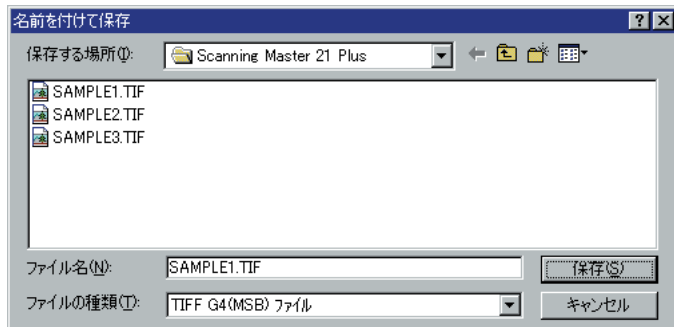 名前を付けて保存
保存する場所(I): Scanning Master 21 Plus
SAMPLE1.TIF
SAMPLE2.TIF
SAMPLE3.TIF
ファイル名(N): SAMPLE1.TIF 保存(S)
ファイルの種類(T): TIFF G4(MSB) ファイル キャンセル